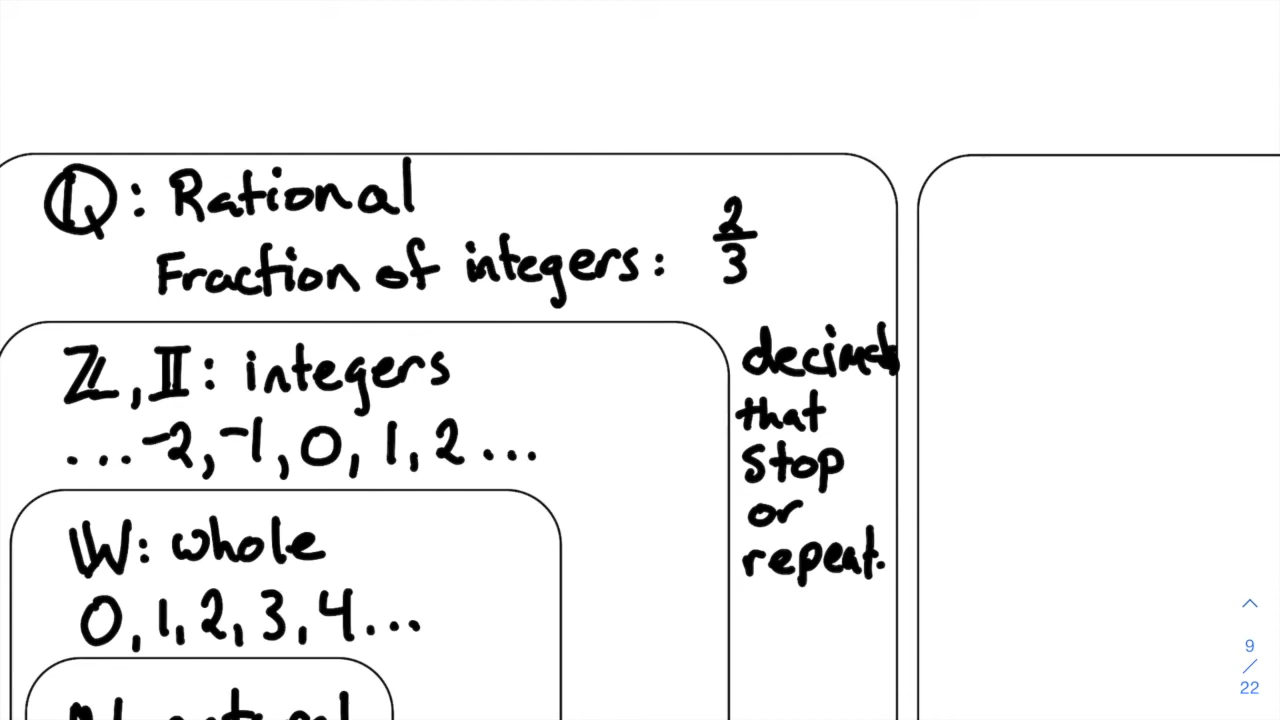 ℚ: Rational
Fraction of integers: 2/3
ℤ, 𝕀: integers
...-2, -1, 0, 1, 2...
decimals
that
stop
or
repeat.
𝕎: whole
0, 1, 2, 3, 4...
ℕ: natural
9
/
22